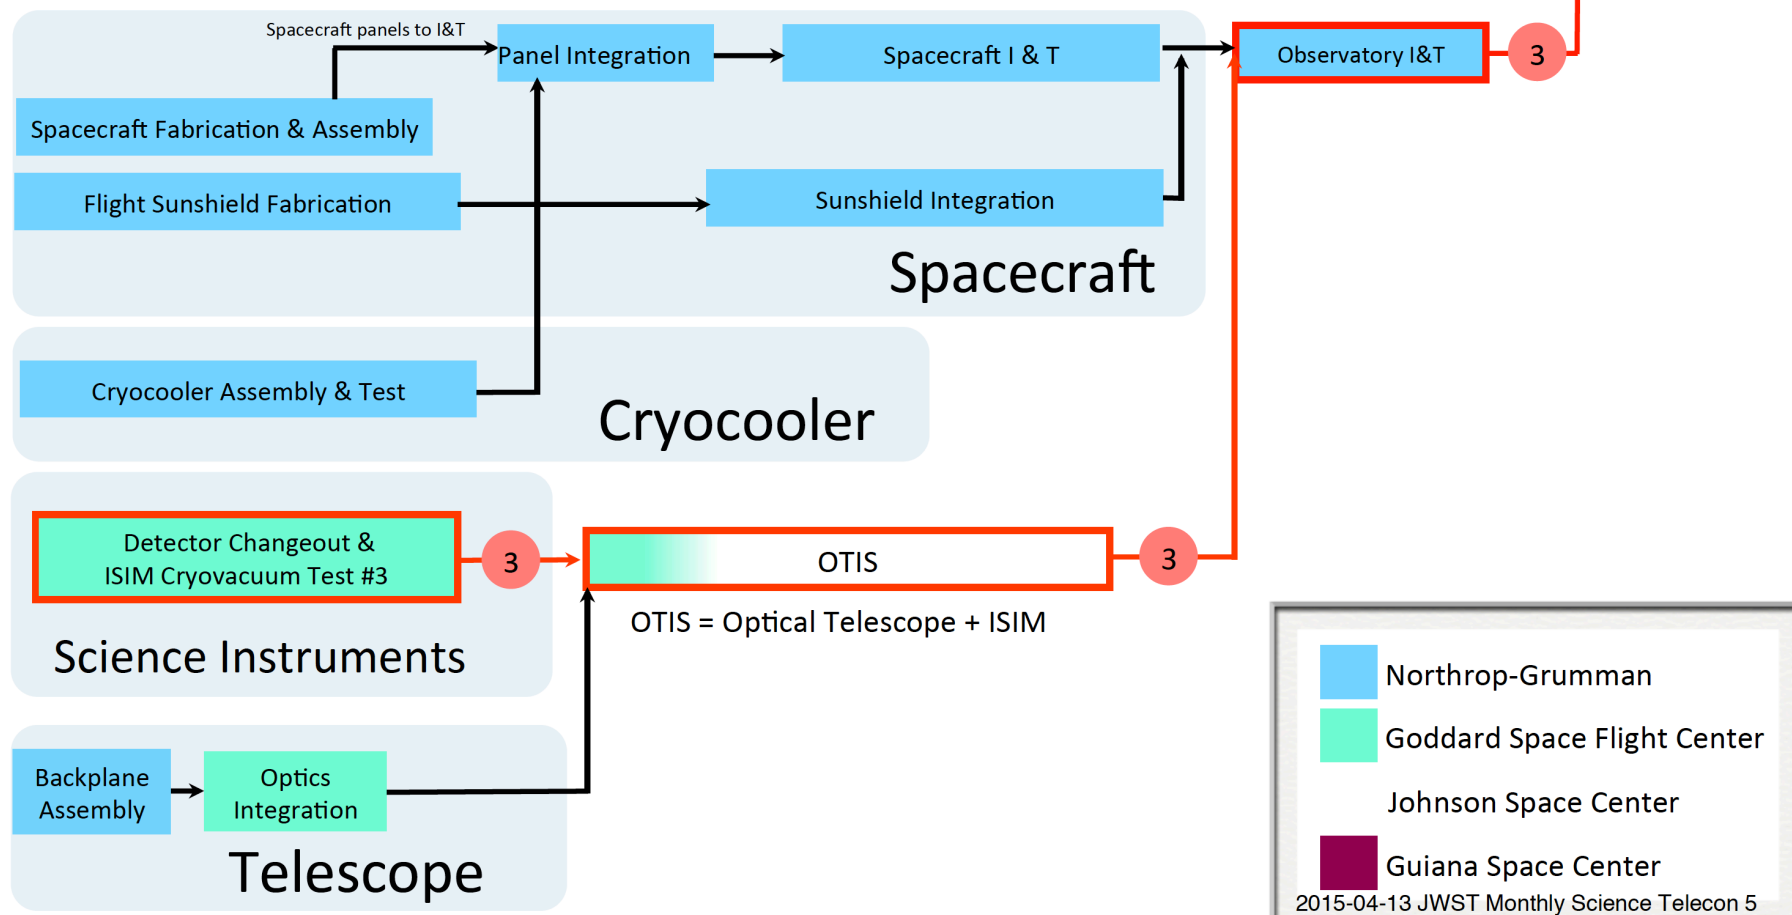 Spacecraft panels to I&T
Panel Integration
Spacecraft I & T
Observatory I&T
3
Spacecraft Fabrication & Assembly
Flight Sunshield Fabrication
Sunshield Integration
Spacecraft
Cryocooler Assembly & Test
Cryocooler
Detector Changeout &
ISIM Cryovacuum Test #3
3
OTIS
3
OTIS = Optical Telescope + ISIM
Science Instruments
Backplane
Assembly
Optics
Integration
Telescope
Northrop-Grumman
Goddard Space Flight Center
Johnson Space Center
Guiana Space Center
2015-04-13 JWST Monthly Science Telecon 5